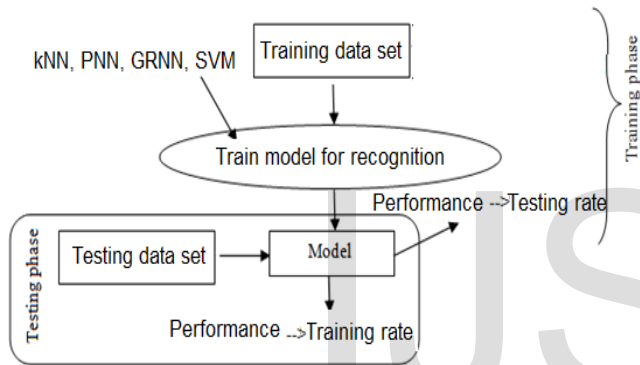 Training data set
kNN, PNN, GRNN, SVM
Training phase
Train model for recognition
Performance -->Testing rate
Testing phase
Testing data set
Model
Performance -->Training rate
IUS